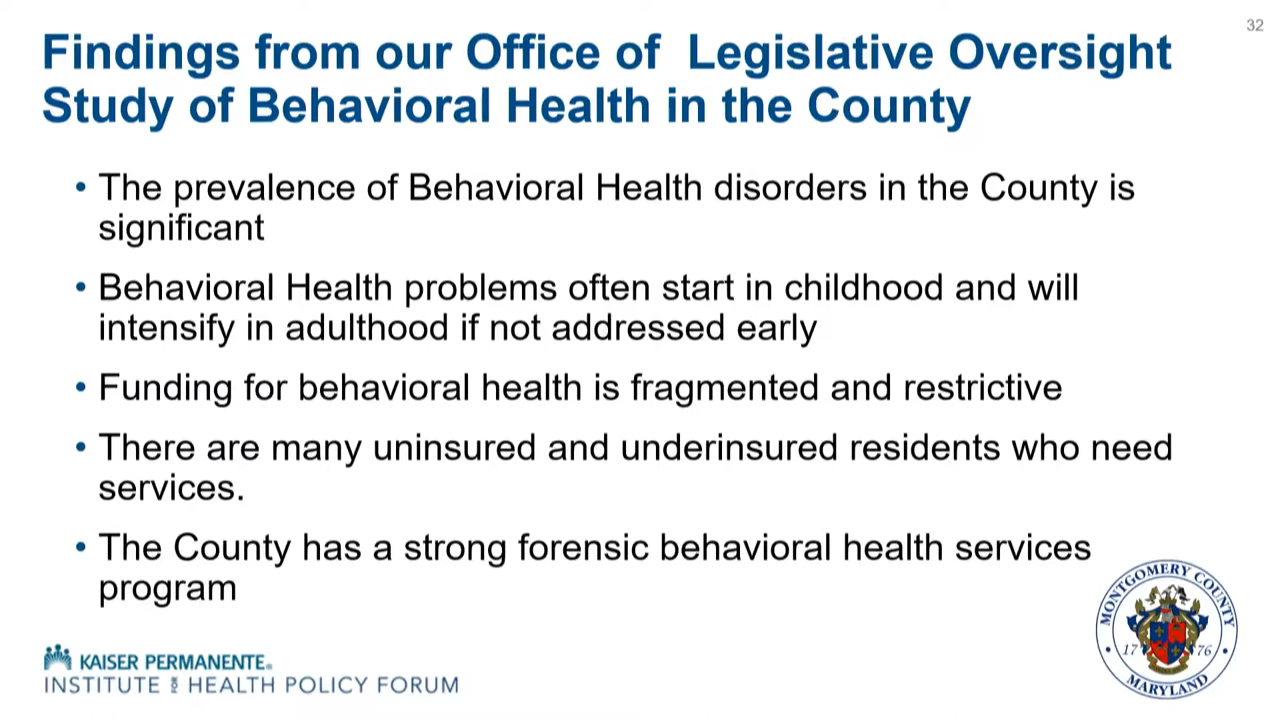 32
Findings from our Office of  Legislative Oversight
Study of Behavioral Health in the County
• The prevalence of Behavioral Health disorders in the County is
significant
• Behavioral Health problems often start in childhood and will
intensify in adulthood if not addressed early
• Funding for behavioral health is fragmented and restrictive
• There are many uninsured and underinsured residents who need
services.
• The County has a strong forensic behavioral health services
program
KAISER PERMANENTE®
INSTITUTE FOR HEALTH POLICY FORUM
MONTGOMERY COUNTY
17 76
MARYLAND